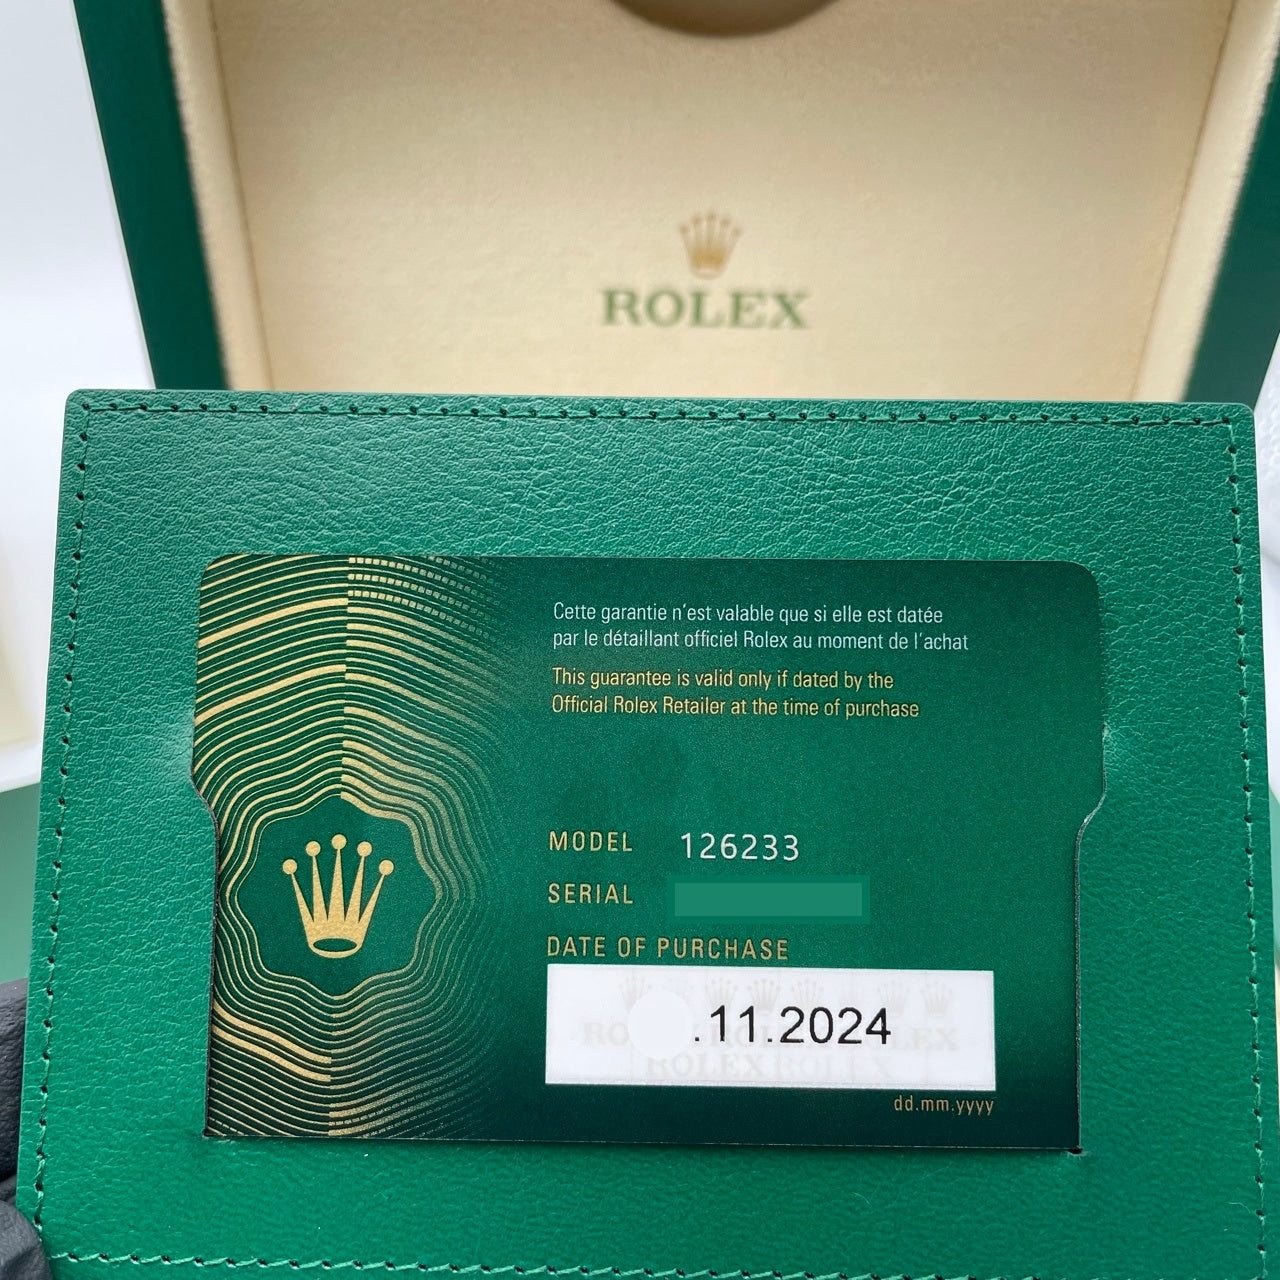 ROLEX
Cette garantie n'est valable que si elle est datée
par le détaillant officiel Rolex au moment de l'achat
This guarantee is valid only if dated by the
Official Rolex Retailer at the time of purchase
MODEL 126233
SERIAL
DATE OF PURCHASE
.11.2024
ROLEX ROLEX
dd.mm.yyyy